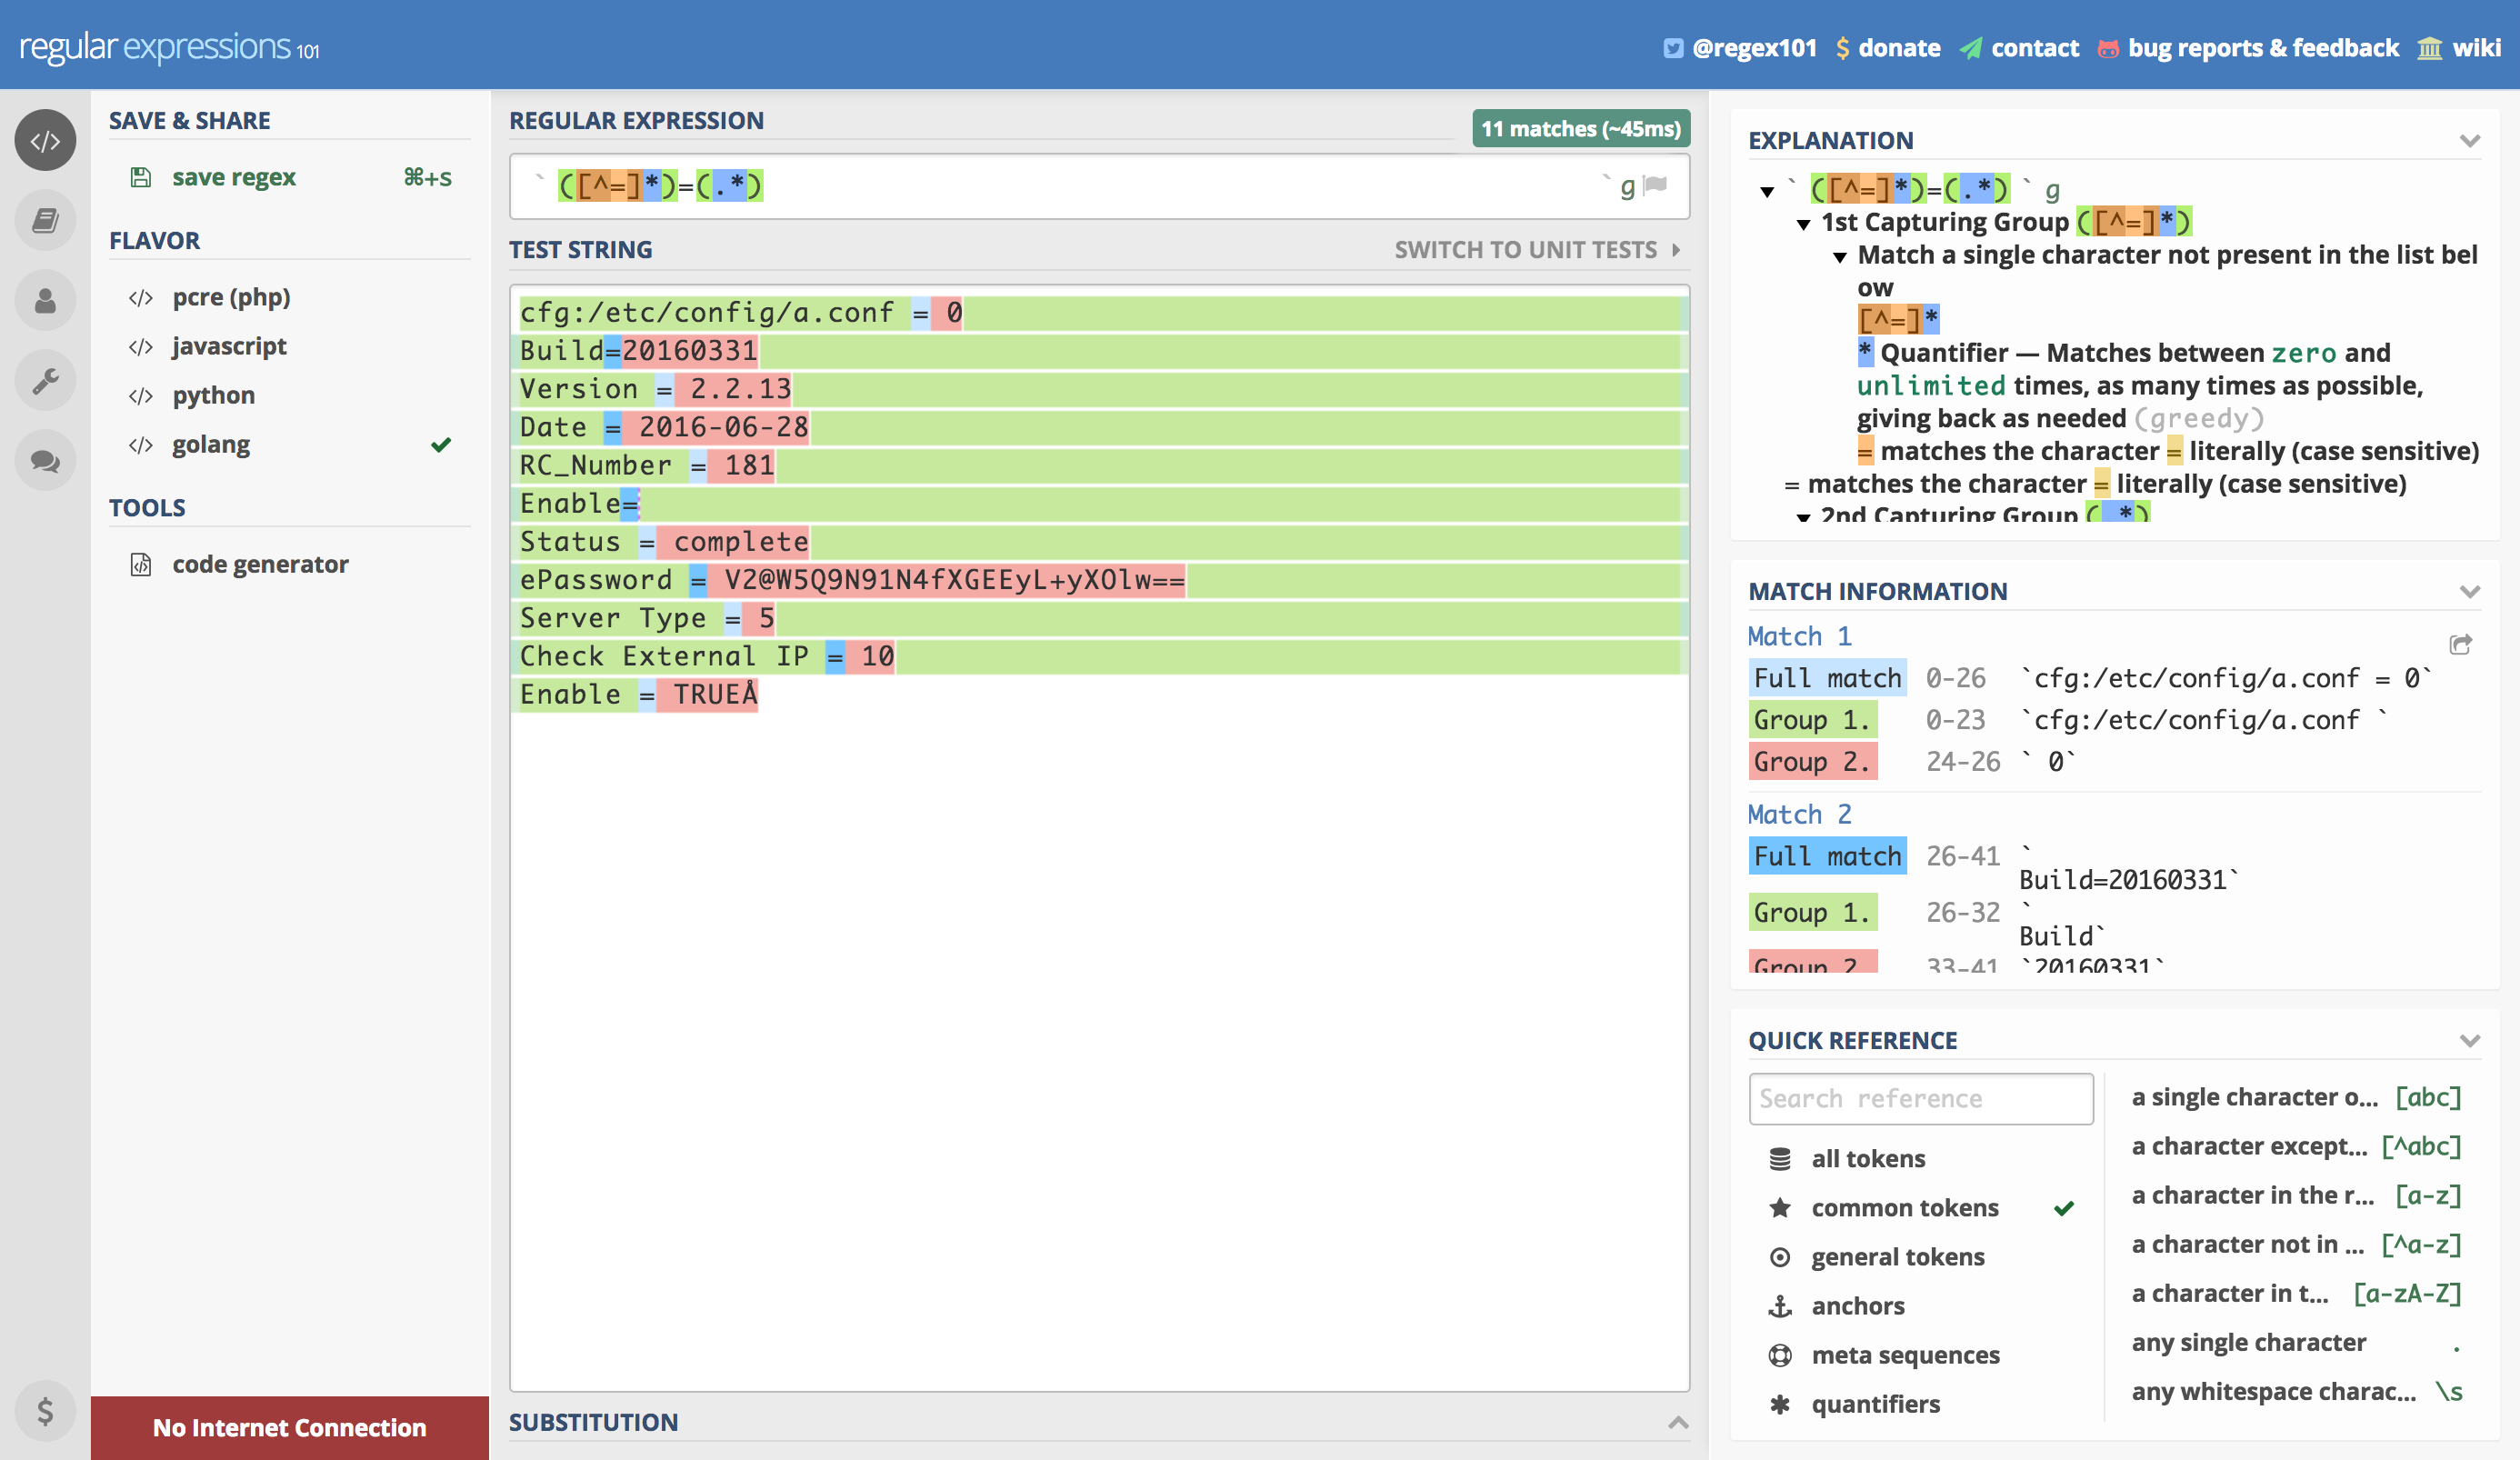 regular expressions 101
@regex101 donate contact bug reports & feedback wiki
SAVE & SHARE
save regex ⌘+s
FLAVOR
</> pcre (php)
</> javascript
</> python
</> golang
TOOLS
code generator
No Internet Connection
REGULAR EXPRESSION
11 matches (~45ms)
` ([^=]*)=(.*) ` g
TEST STRING
SWITCH TO UNIT TESTS
cfg:/etc/config/a.conf = 0
Build=20160331
Version = 2.2.13
Date = 2016-06-28
RC_Number = 181
Enable=
Status = complete
ePassword = V2@W5Q9N91N4fXGEEyL+yXOlw==
Server Type = 5
Check External IP = 10
Enable = TRUEÅ
SUBSTITUTION
EXPLANATION
` ([^=]*)=(.*) ` g
1st Capturing Group ([^=]*)
Match a single character not present in the list bel
ow
[^=]*
* Quantifier — Matches between zero and
unlimited times, as many times as possible,
giving back as needed (greedy)
= matches the character = literally (case sensitive)
= matches the character = literally (case sensitive)
2nd Capturing Group (.*)
MATCH INFORMATION
Match 1
Full match 0-26 `cfg:/etc/config/a.conf = 0`
Group 1. 0-23 `cfg:/etc/config/a.conf `
Group 2. 24-26 ` 0`
Match 2
Full match 26-41 `
Build=20160331`
Group 1. 26-32 `
Build`
Group 2. 33-41 `20160331`
QUICK REFERENCE
Search reference
all tokens
common tokens
general tokens
anchors
meta sequences
quantifiers
a single character o... [abc]
a character except... [^abc]
a character in the r... [a-z]
a character not in ... [^a-z]
a character in t... [a-zA-Z]
any single character .
any whitespace charac... \s